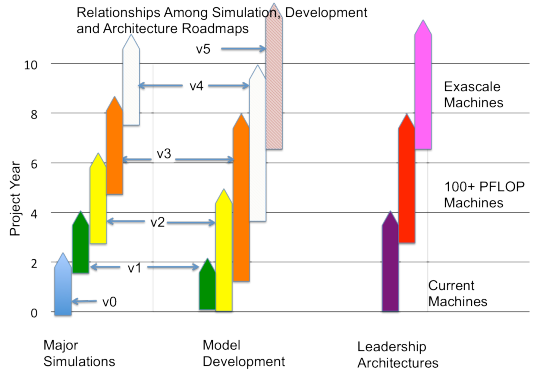 Relationships Among Simulation, Development
and Architecture Roadmaps
v5
10
v4
Exascale
Machines
8
v3
6
100+ PFLOP
Machines
Project Year
4
v2
2
v1
Current
Machines
v0
0
Major
Simulations
Model
Development
Leadership
Architectures